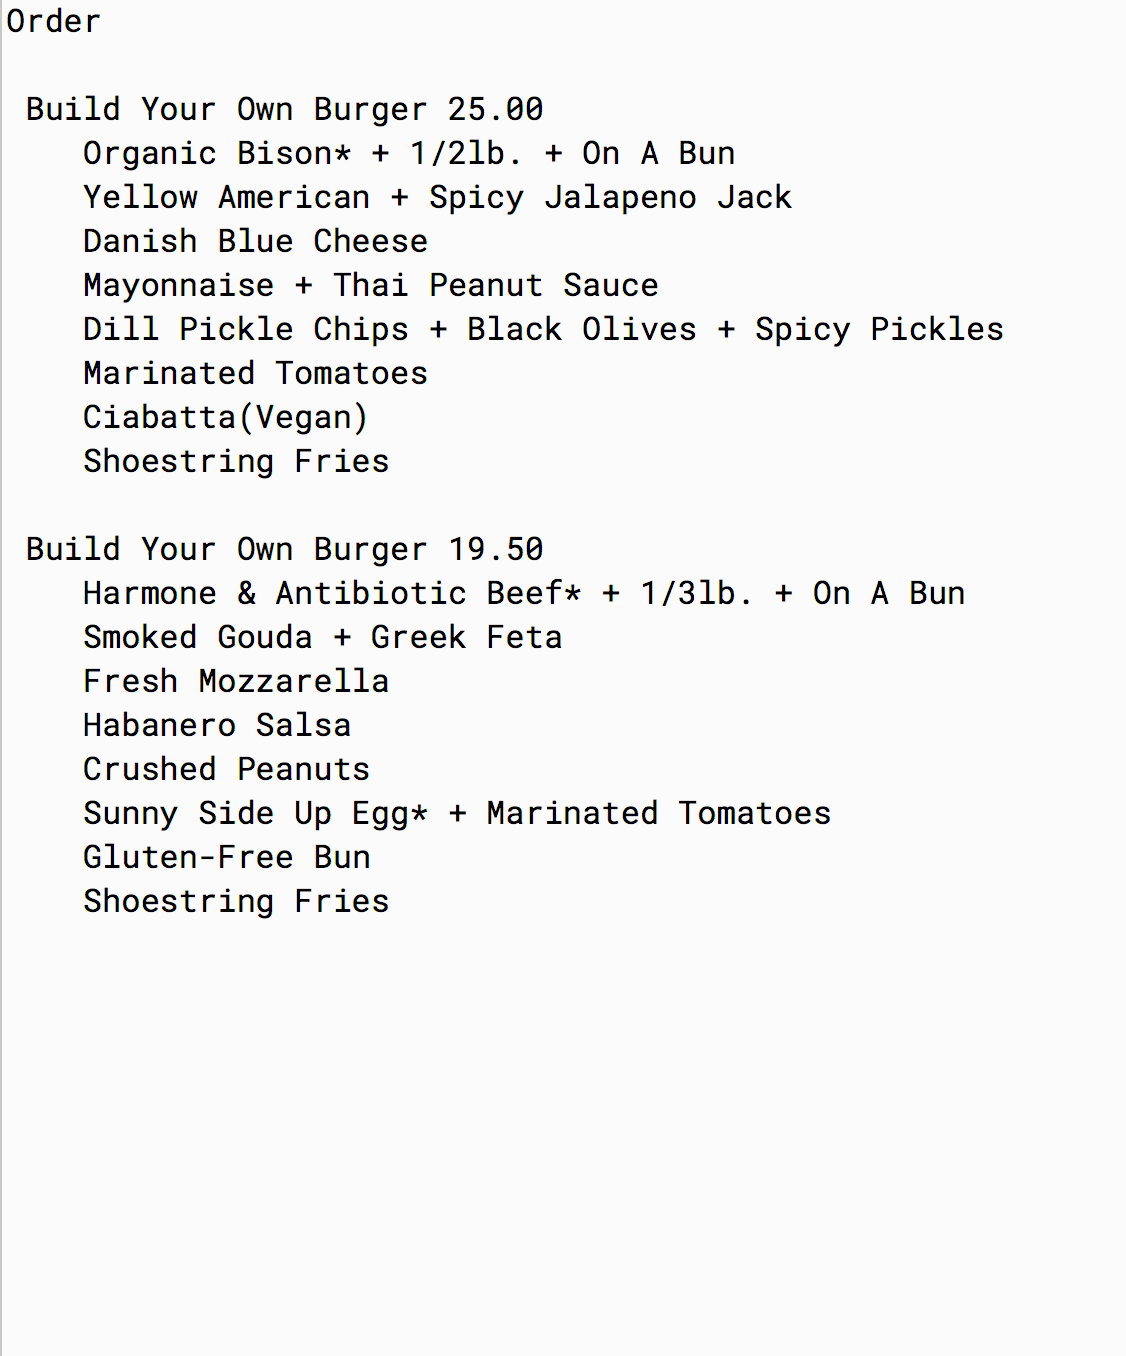 Order
Build Your Own Burger 25.00
Organic Bison* + 1/2lb. + On A Bun
Yellow American + Spicy Jalapeno Jack
Danish Blue Cheese
Mayonnaise + Thai Peanut Sauce
Dill Pickle Chips + Black Olives + Spicy Pickles
Marinated Tomatoes
Ciabatta(Vegan)
Shoestring Fries
Build Your Own Burger 19.50
Harmone & Antibiotic Beef* + 1/3lb. + On A Bun
Smoked Gouda + Greek Feta
Fresh Mozzarella
Habanero Salsa
Crushed Peanuts
Sunny Side Up Egg* + Marinated Tomatoes
Gluten-Free Bun
Shoestring Fries